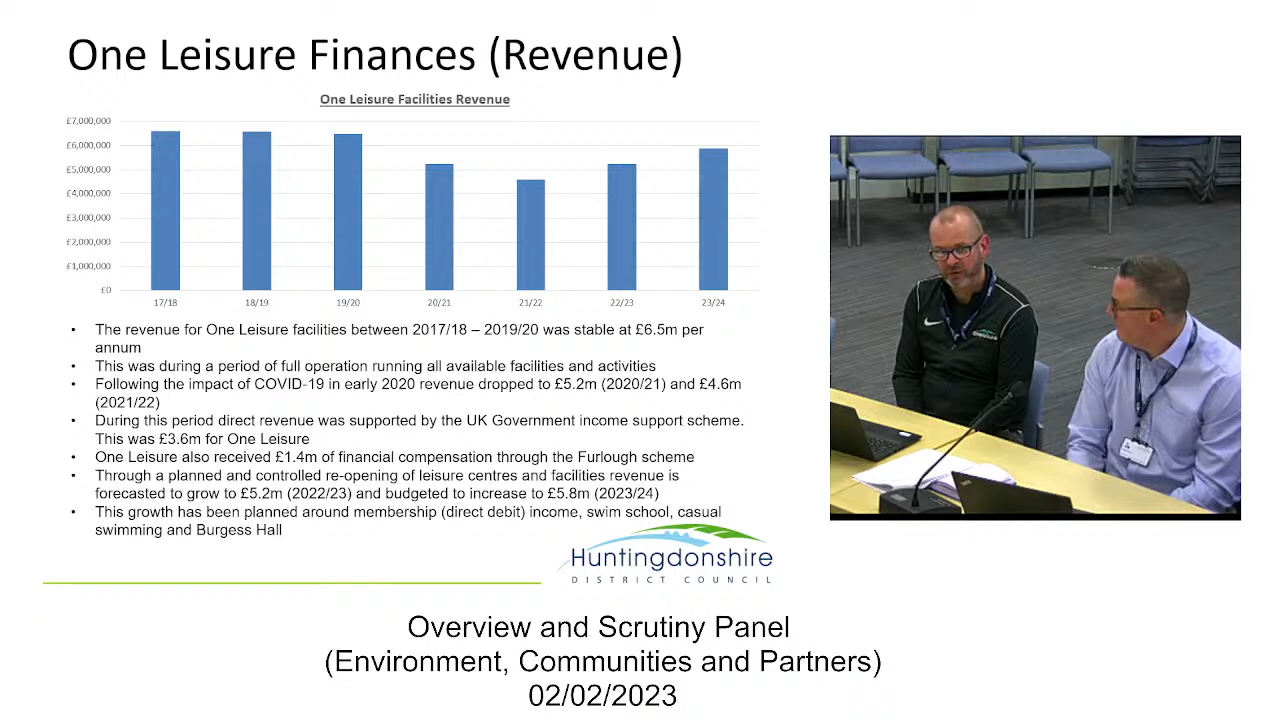 One Leisure Finances (Revenue)
One Leisure Facilities Revenue
£7,000,000
£6,000,000
£5,000,000
£4,000,000
£3,000,000
£2,000,000
£1,000,000
£0
17/18 18/19 19/20 20/21 21/22 22/23 23/24
• The revenue for One Leisure facilities between 2017/18 – 2019/20 was stable at £6.5m per
annum
• This was during a period of full operation running all available facilities and activities
• Following the impact of COVID-19 in early 2020 revenue dropped to £5.2m (2020/21) and £4.6m
(2021/22)
• During this period direct revenue was supported by the UK Government income support scheme.
This was £3.6m for One Leisure
• One Leisure also received £1.4m of financial compensation through the Furlough scheme
• Through a planned and controlled re-opening of leisure centres and facilities revenue is
forecasted to grow to £5.2m (2022/23) and budgeted to increase to £5.8m (2023/24)
• This growth has been planned around membership (direct debit) income, swim school, casual
swimming and Burgess Hall
Huntingdonshire
DISTRICT COUNCIL
Overview and Scrutiny Panel
(Environment, Communities and Partners)
02/02/2023